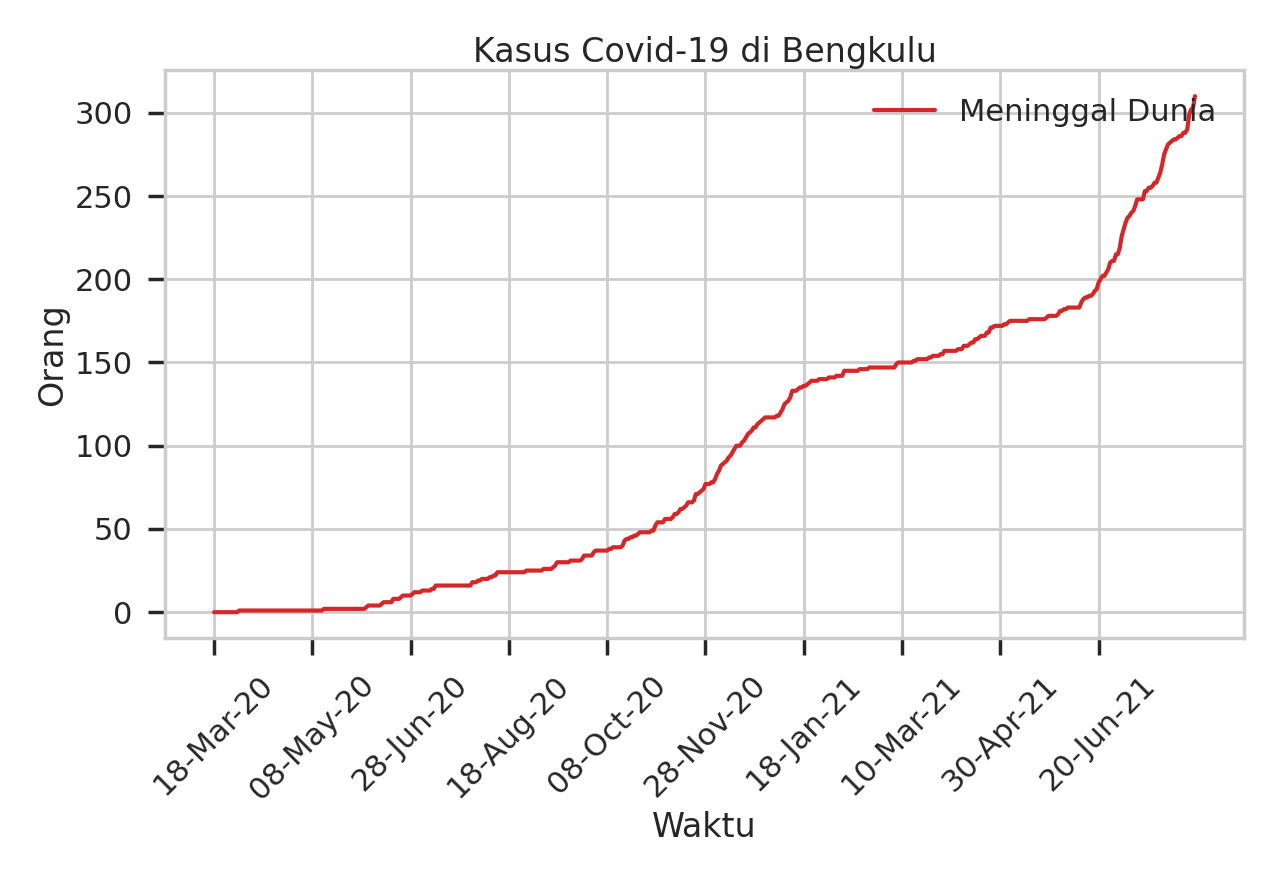 Kasus Covid-19 di Bengkulu
Meninggal Dunia
300
250
200
150
100
50
0
Orang
18-Mar-20
08-May-20
28-Jun-20
18-Aug-20
08-Oct-20
28-Nov-20
18-Jan-21
10-Mar-21
30-Apr-21
20-Jun-21
Waktu